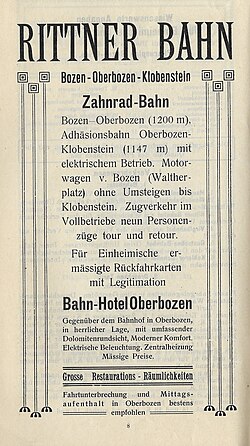 RITTNER BAHN
Bozen-Oberbozen-Klobenstein
Zahnrad-Bahn
Bozen–Oberbozen (1200 m),
Adhäsionsbahn Oberbozen-
Klobenstein (1147 m) mit
elektrischem Betrieb. Motor-
wagen v. Bozen (Walther-
platz) ohne Umsteigen bis
Klobenstein. Zugverkehr im
Vollbetriebe neun Personen-
züge tour und retour.
Für Einheimische er-
mässigte Rückfahrkarten
mit Legitimation
Bahn-Hotel Oberbozen
Gegenüber dem Bahnhof in Oberbozen,
in herrlicher Lage, mit umfassender
Dolomitenrundsicht, Moderner Komfort.
Elektrische Beleuchtung. Zentralheizung
Mässige Preise.
Grosse Restaurations-Räumlichkeiten
Fahrtunterbrechung und Mittags-
aufenthalt in Oberbozen bestens
empfohlen
8